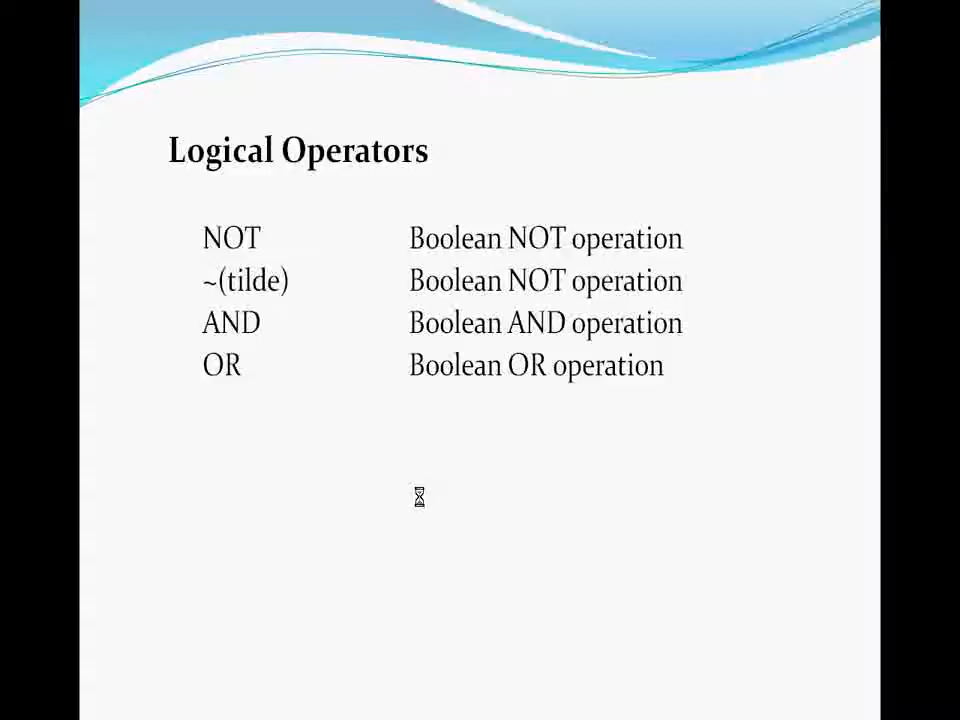 Logical Operators
NOT Boolean NOT operation
~(tilde) Boolean NOT operation
AND Boolean AND operation
OR Boolean OR operation